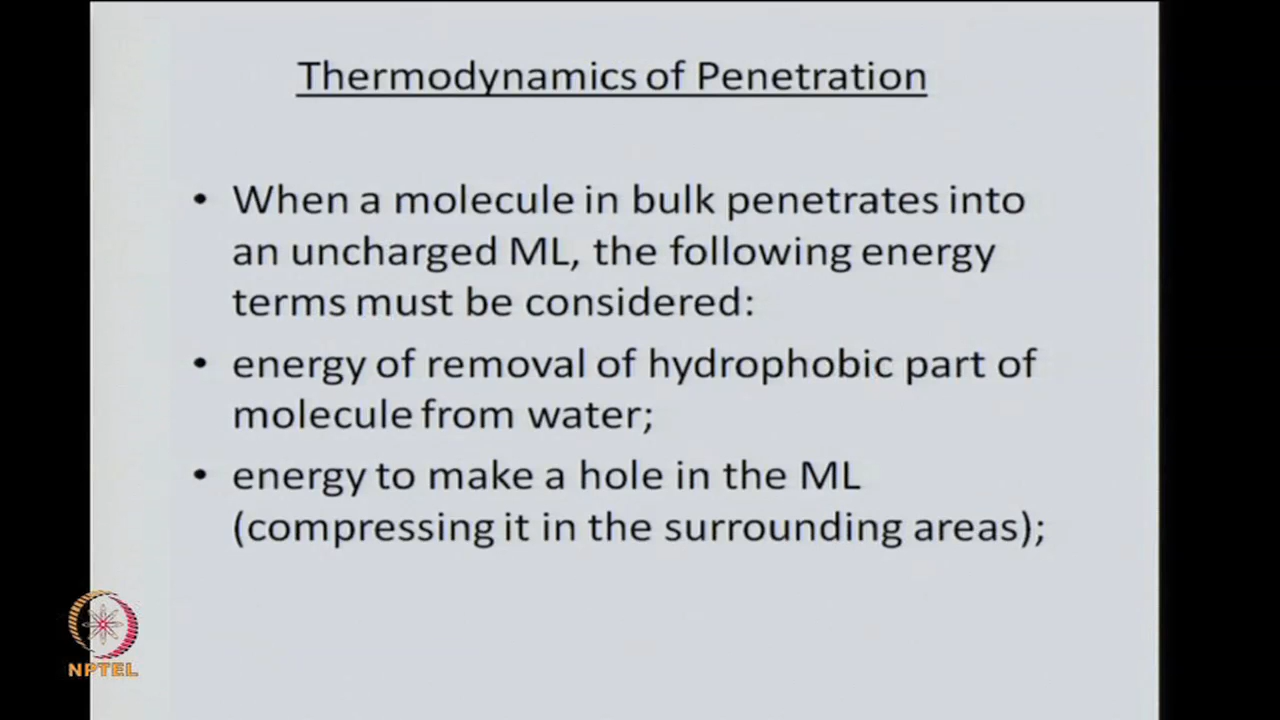 Thermodynamics of Penetration
• When a molecule in bulk penetrates into
an uncharged ML, the following energy
terms must be considered:
• energy of removal of hydrophobic part of
molecule from water;
• energy to make a hole in the ML
(compressing it in the surrounding areas);
NPTEL